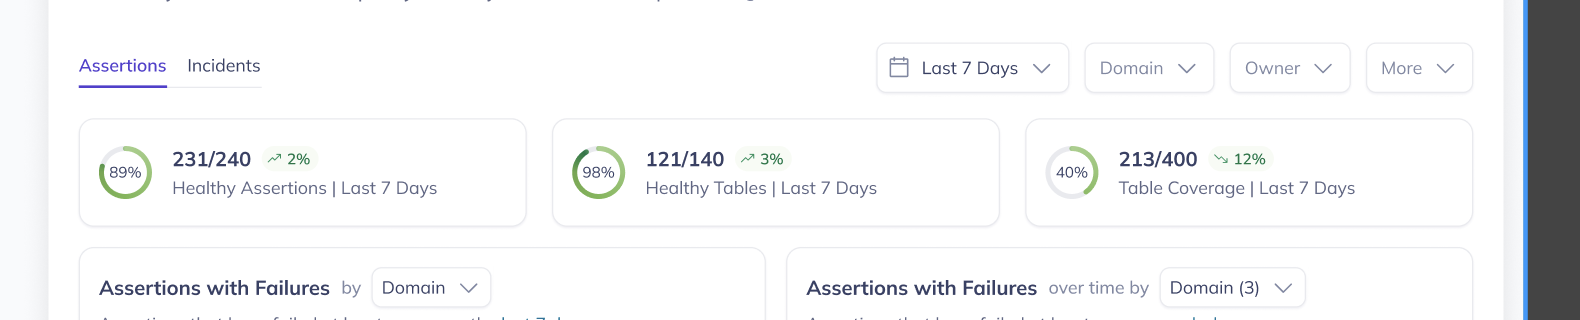 Assertions Incidents Last 7 Days Domain Owner More
89% 231/240 2%
Healthy Assertions | Last 7 Days
98% 121/140 3%
Healthy Tables | Last 7 Days
40% 213/400 12%
Table Coverage | Last 7 Days
Assertions with Failures by Domain
Assertions with Failures over time by Domain (3)